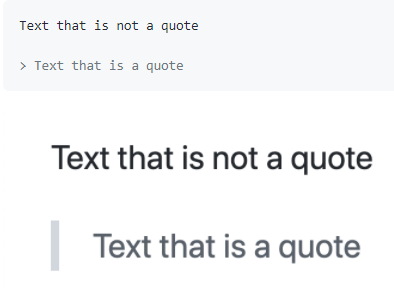 Text that is not a quote
> Text that is a quote
Text that is not a quote
Text that is a quote